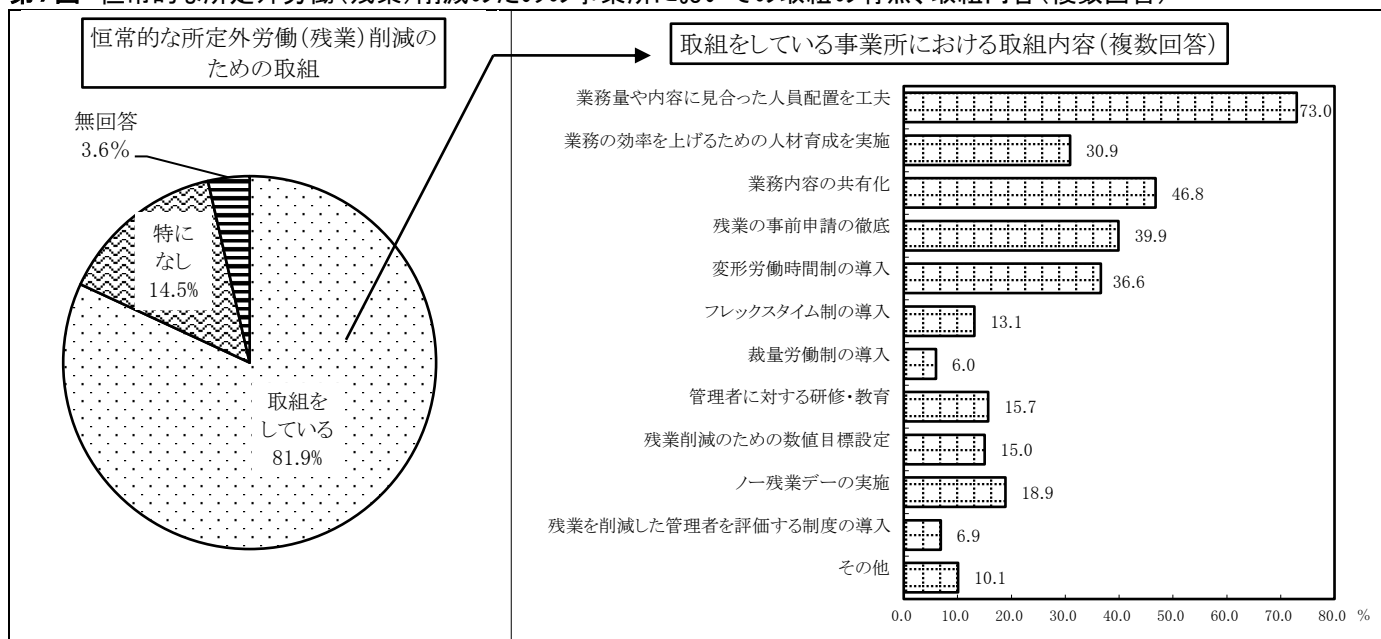 恒常的な所定外労働(残業)削減の
ための取組
取組をしている事業所における取組内容(複数回答)
無回答
3.6%
特に
なし
14.5%
取組を
している
81.9%
業務量や内容に見合った人員配置を工夫
73.0
業務の効率を上げるための人材育成を実施
30.9
業務内容の共有化
46.8
残業の事前申請の徹底
39.9
変形労働時間制の導入
36.6
フレックスタイム制の導入
13.1
裁量労働制の導入
6.0
管理者に対する研修・教育
15.7
残業削減のための数値目標設定
15.0
ノー残業デーの実施
18.9
残業を削減した管理者を評価する制度の導入
6.9
その他
10.1
0.0 10.0 20.0 30.0 40.0 50.0 60.0 70.0 80.0 %